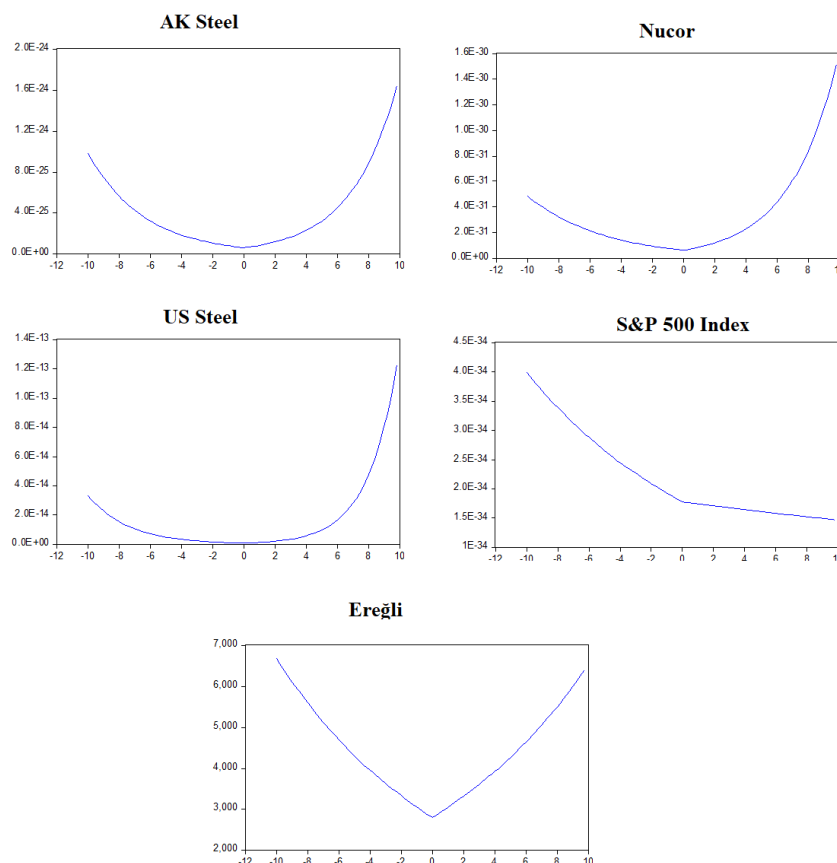 AK Steel
2.0E-24
1.6E-24
1.2E-24
8.0E-25
4.0E-25
0.0E+00
-12 -10 -8 -6 -4 -2 0 2 4 6 8 10
Nucor
1.6E-30
1.4E-30
1.2E-30
1.0E-30
8.0E-31
6.0E-31
4.0E-31
2.0E-31
0.0E+00
-12 -10 -8 -6 -4 -2 0 2 4 6 8 1
US Steel
1.4E-13
1.2E-13
1.0E-13
8.0E-14
6.0E-14
4.0E-14
2.0E-14
0.0E+00
-12 -10 -8 -6 -4 -2 0 2 4 6 8 10
S&P 500 Index
4.5E-34
4.0E-34
3.5E-34
3.0E-34
2.5E-34
2.0E-34
1.5E-34
1E-34
-12 -10 -8 -6 -4 -2 0 2 4 6 8 10
Ereğli
7,000
6,000
5,000
4,000
3,000
2,000
-12 -10 -8 -6 -4 -2 0 2 4 6 8 10